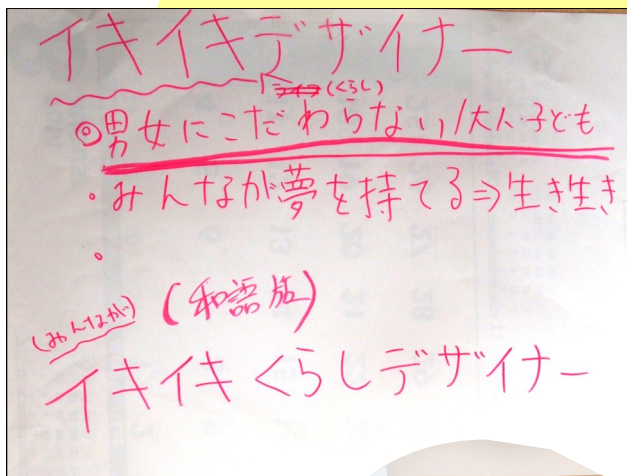 イキイキデザイナー
(くらし)
◎男女にこだわらない/大人・子ども
・みんなが夢を持てる⇒生き生き
・
(みんなが) (和語版)
イキイキくらしデザイナー